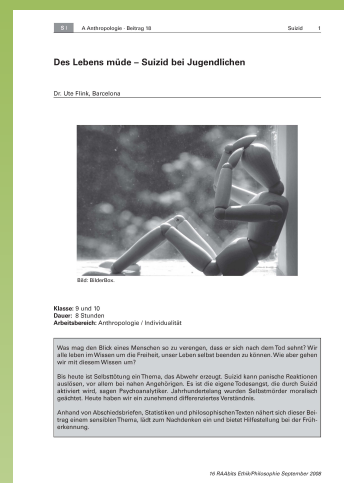 S I A Anthropologie · Beitrag 18 Suizid 1
Des Lebens müde – Suizid bei Jugendlichen
Dr. Ute Flink, Barcelona
Bild: BilderBox.
Klasse: 9 und 10
Dauer: 8 Stunden
Arbeitsbereich: Anthropologie / Individualität
Was mag den Blick eines Menschen so zu verengen, dass er sich nach dem Tod sehnt? Wir
alle leben im Wissen um die Freiheit, unser Leben selbst beenden zu können. Wie aber gehen
wir mit diesem Wissen um?
Bis heute ist Selbsttötung ein Thema, das Abwehr erzeugt. Suizid kann panische Reaktionen
auslösen, vor allem bei nahen Angehörigen. Es ist die eigene Todesangst, die durch Suizid
aktiviert wird, sagen Psychoanalytiker. Jahrhundertelang wurden Selbstmörder moralisch
geächtet. Heute haben wir ein zunehmend differenziertes Verständnis.
Anhand von Abschiedsbriefen, Statistiken und philosophischen Texten nähert sich dieser Bei-
trag einem sensiblen Thema, lädt zum Nachdenken ein und bietet Hilfestellung bei der Früh-
erkennung.
16 RAAbits Ethik/Philosophie September 2008